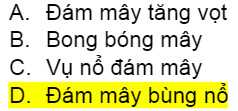 A. Đám mây tăng vọt
B. Bong bóng mây
C. Vụ nổ đám mây
D. Đám mây bùng nổ